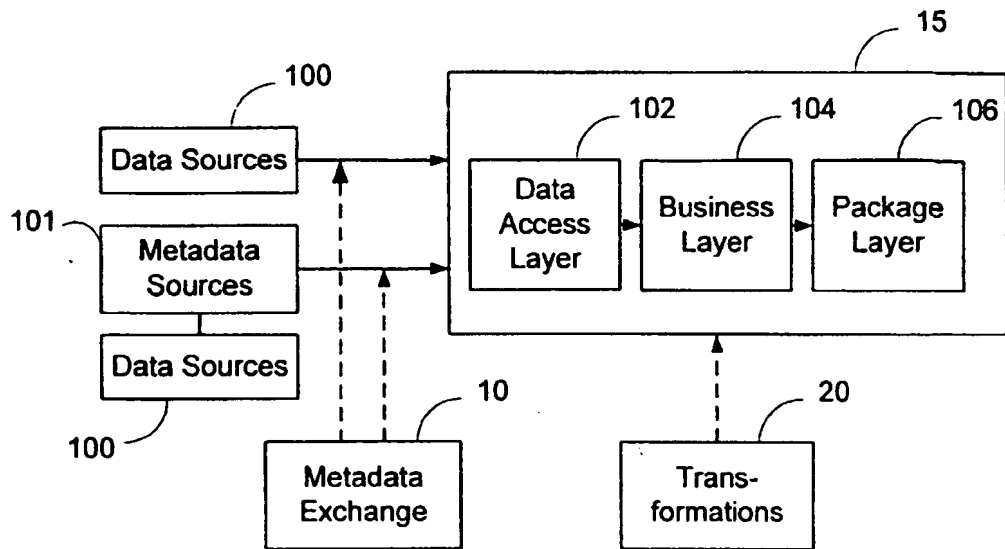 15
100
102
104
106
Data Sources
Data
Access
Layer
Business
Layer
Package
Layer
101
Metadata
Sources
Data Sources
100
10
20
Metadata
Exchange
Trans-
formations